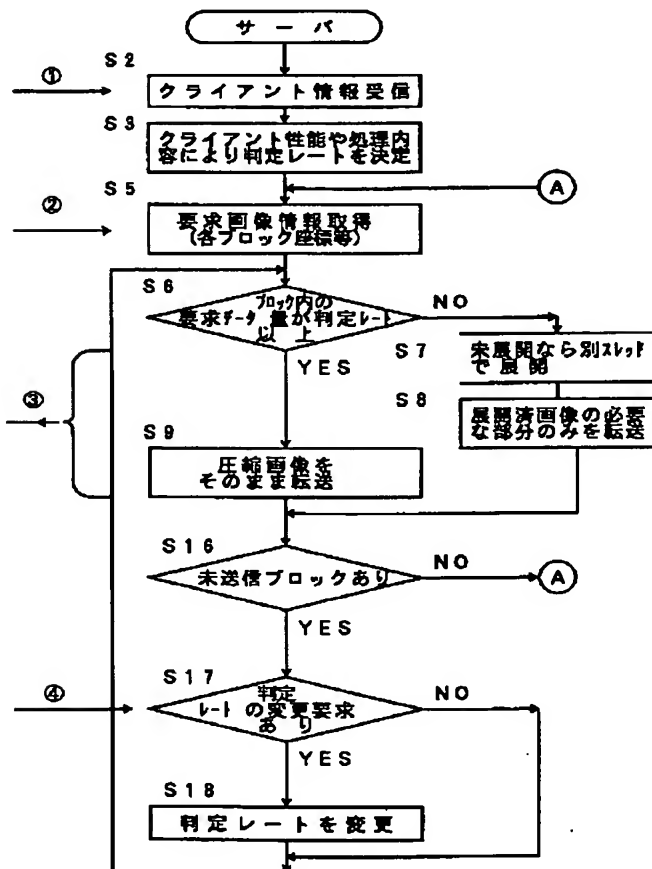 サーバ
S2
①
クライアント情報受信
S3
クライアント性能や処理内
容により判定レートを決定
S5
A
②
要求画像情報取得
(各ブロック座標等)
S6
ブロック内の
要求データ量が判定レート
以上
NO
YES
S7
未展開なら別スレッド
で展開
③
S8
展開済画像の必要
な部分のみを転送
S9
圧縮画像を
そのまま転送
S16
未送信ブロックあり
NO
A
YES
S17
④
判定
レートの変更要求
あり
NO
YES
S18
判定レートを変更